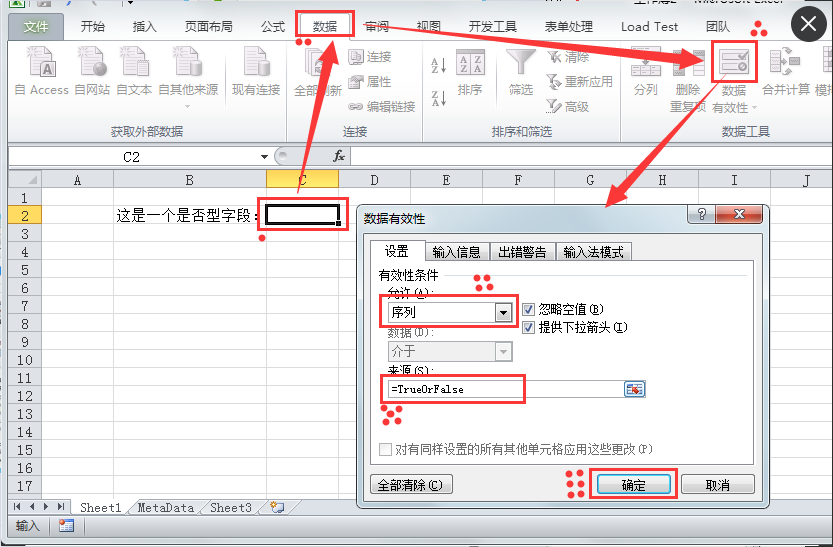 Microsoft Excel
文件 开始 插入 页面布局 公式 数据 审阅 视图 开发工具 表单处理 Load Test 团队
自 Access 自网站 自文本 自其他来源 现有连接 全部刷新 连接 属性 编辑链接 排序 筛选 清除 重新应用 高级 分列 删除 重复项 数据 有效性 合并计算
获取外部数据 连接 排序和筛选 数据工具
C2 fx
A B C D E F G H I J
1
2 这是一个是否型字段:
3
4
5
6
7
8
9
10
11
12
13
14
15
16
17
数据有效性
设置 输入信息 出错警告 输入法模式
有效性条件
允许(A):
序列 忽略空值(B)
提供下拉箭头(I)
数据(D):
介于
来源(S):
=TrueOrFalse
对有同样设置的所有其他单元格应用这些更改(P)
全部清除(C) 确定 取消
Sheet1 MetaData Sheet3
输入